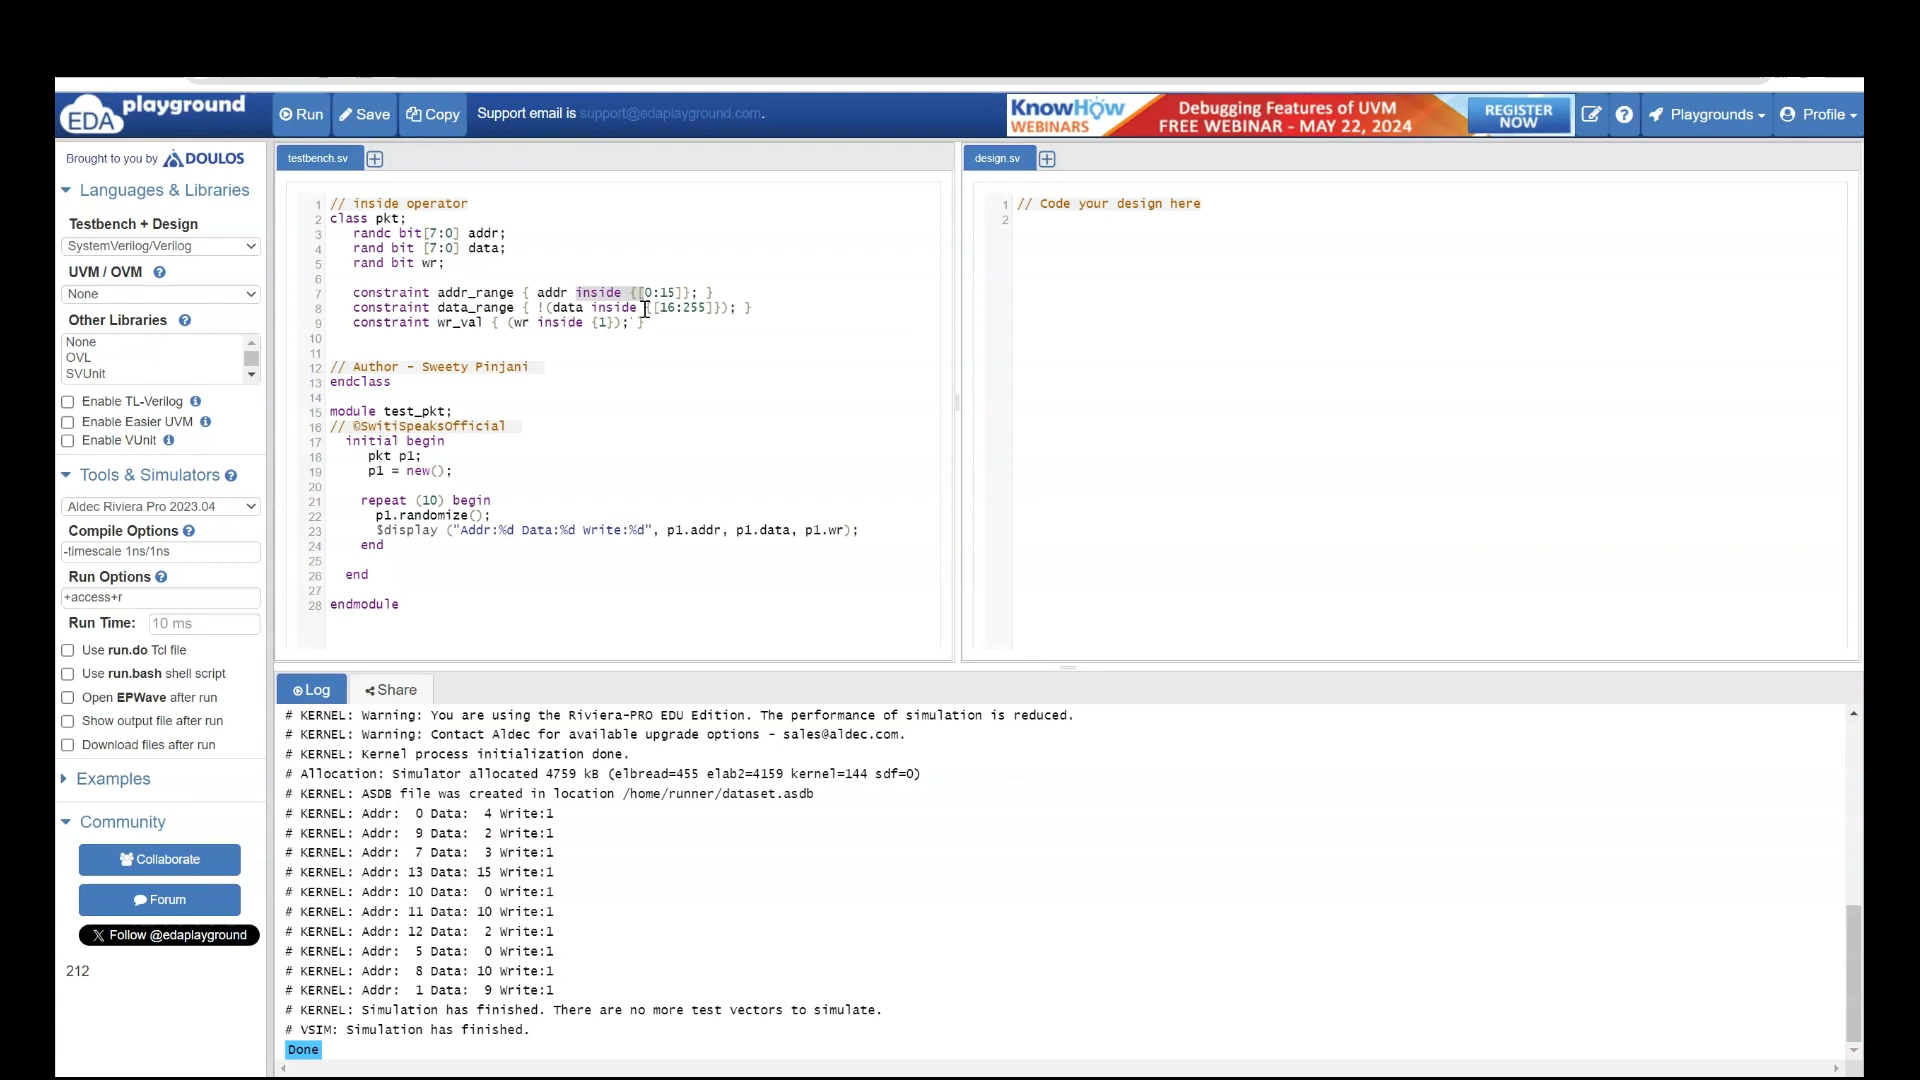 EDA playground
Run Save Copy Support email is support@edaplayground.com.
KnowHow WEBINARS
Debugging Features of UVM
FREE WEBINAR - MAY 22, 2024
REGISTER NOW
Playgrounds Profile
Brought to you by DOULOS
Languages & Libraries
Testbench + Design
SystemVerilog/Verilog
UVM / OVM
None
Other Libraries
None
OVL
SVUnit
Enable TL-Verilog
Enable Easier UVM
Enable VUnit
Tools & Simulators
Aldec Riviera Pro 2023.04
Compile Options
-timescale 1ns/1ns
Run Options
+access+r
Run Time: 10 ms
Use run.do Tcl file
Use run.bash shell script
Open EPWave after run
Show output file after run
Download files after run
Examples
Community
Collaborate
Forum
Follow @edaplayground
212
testbench.sv
1 // inside operator
2 class pkt;
3 randc bit[7:0] addr;
4 rand bit [7:0] data;
5 rand bit wr;
6
7 constraint addr_range { addr inside {[0:15]}; }
8 constraint data_range { !(data inside {[16:255]}); }
9 constraint wr_val { (wr inside {1}); }
10
11
12 // Author - Sweety Pinjani
13 endclass
14
15 module test_pkt;
16 // ©SwitiSpeaksOfficial
17 initial begin
18 pkt p1;
19 p1 = new();
20
21 repeat (10) begin
22 p1.randomize();
23 $display ("Addr:%d Data:%d Write:%d", p1.addr, p1.data, p1.wr);
24 end
25
26 end
27
28 endmodule
design.sv
1 // Code your design here
2
Log Share
# KERNEL: Warning: You are using the Riviera-PRO EDU Edition. The performance of simulation is reduced.
# KERNEL: Warning: Contact Aldec for available upgrade options - sales@aldec.com.
# KERNEL: Kernel process initialization done.
# Allocation: Simulator allocated 4759 kB (elbread=455 elab2=4159 kernel=144 sdf=0)
# KERNEL: ASDB file was created in location /home/runner/dataset.asdb
# KERNEL: Addr:  0 Data:  4 Write:1
# KERNEL: Addr:  9 Data:  2 Write:1
# KERNEL: Addr:  7 Data:  3 Write:1
# KERNEL: Addr: 13 Data: 15 Write:1
# KERNEL: Addr: 10 Data:  0 Write:1
# KERNEL: Addr: 11 Data: 10 Write:1
# KERNEL: Addr: 12 Data:  2 Write:1
# KERNEL: Addr:  5 Data:  0 Write:1
# KERNEL: Addr:  8 Data: 10 Write:1
# KERNEL: Addr:  1 Data:  9 Write:1
# KERNEL: Simulation has finished. There are no more test vectors to simulate.
# VSIM: Simulation has finished.
Done